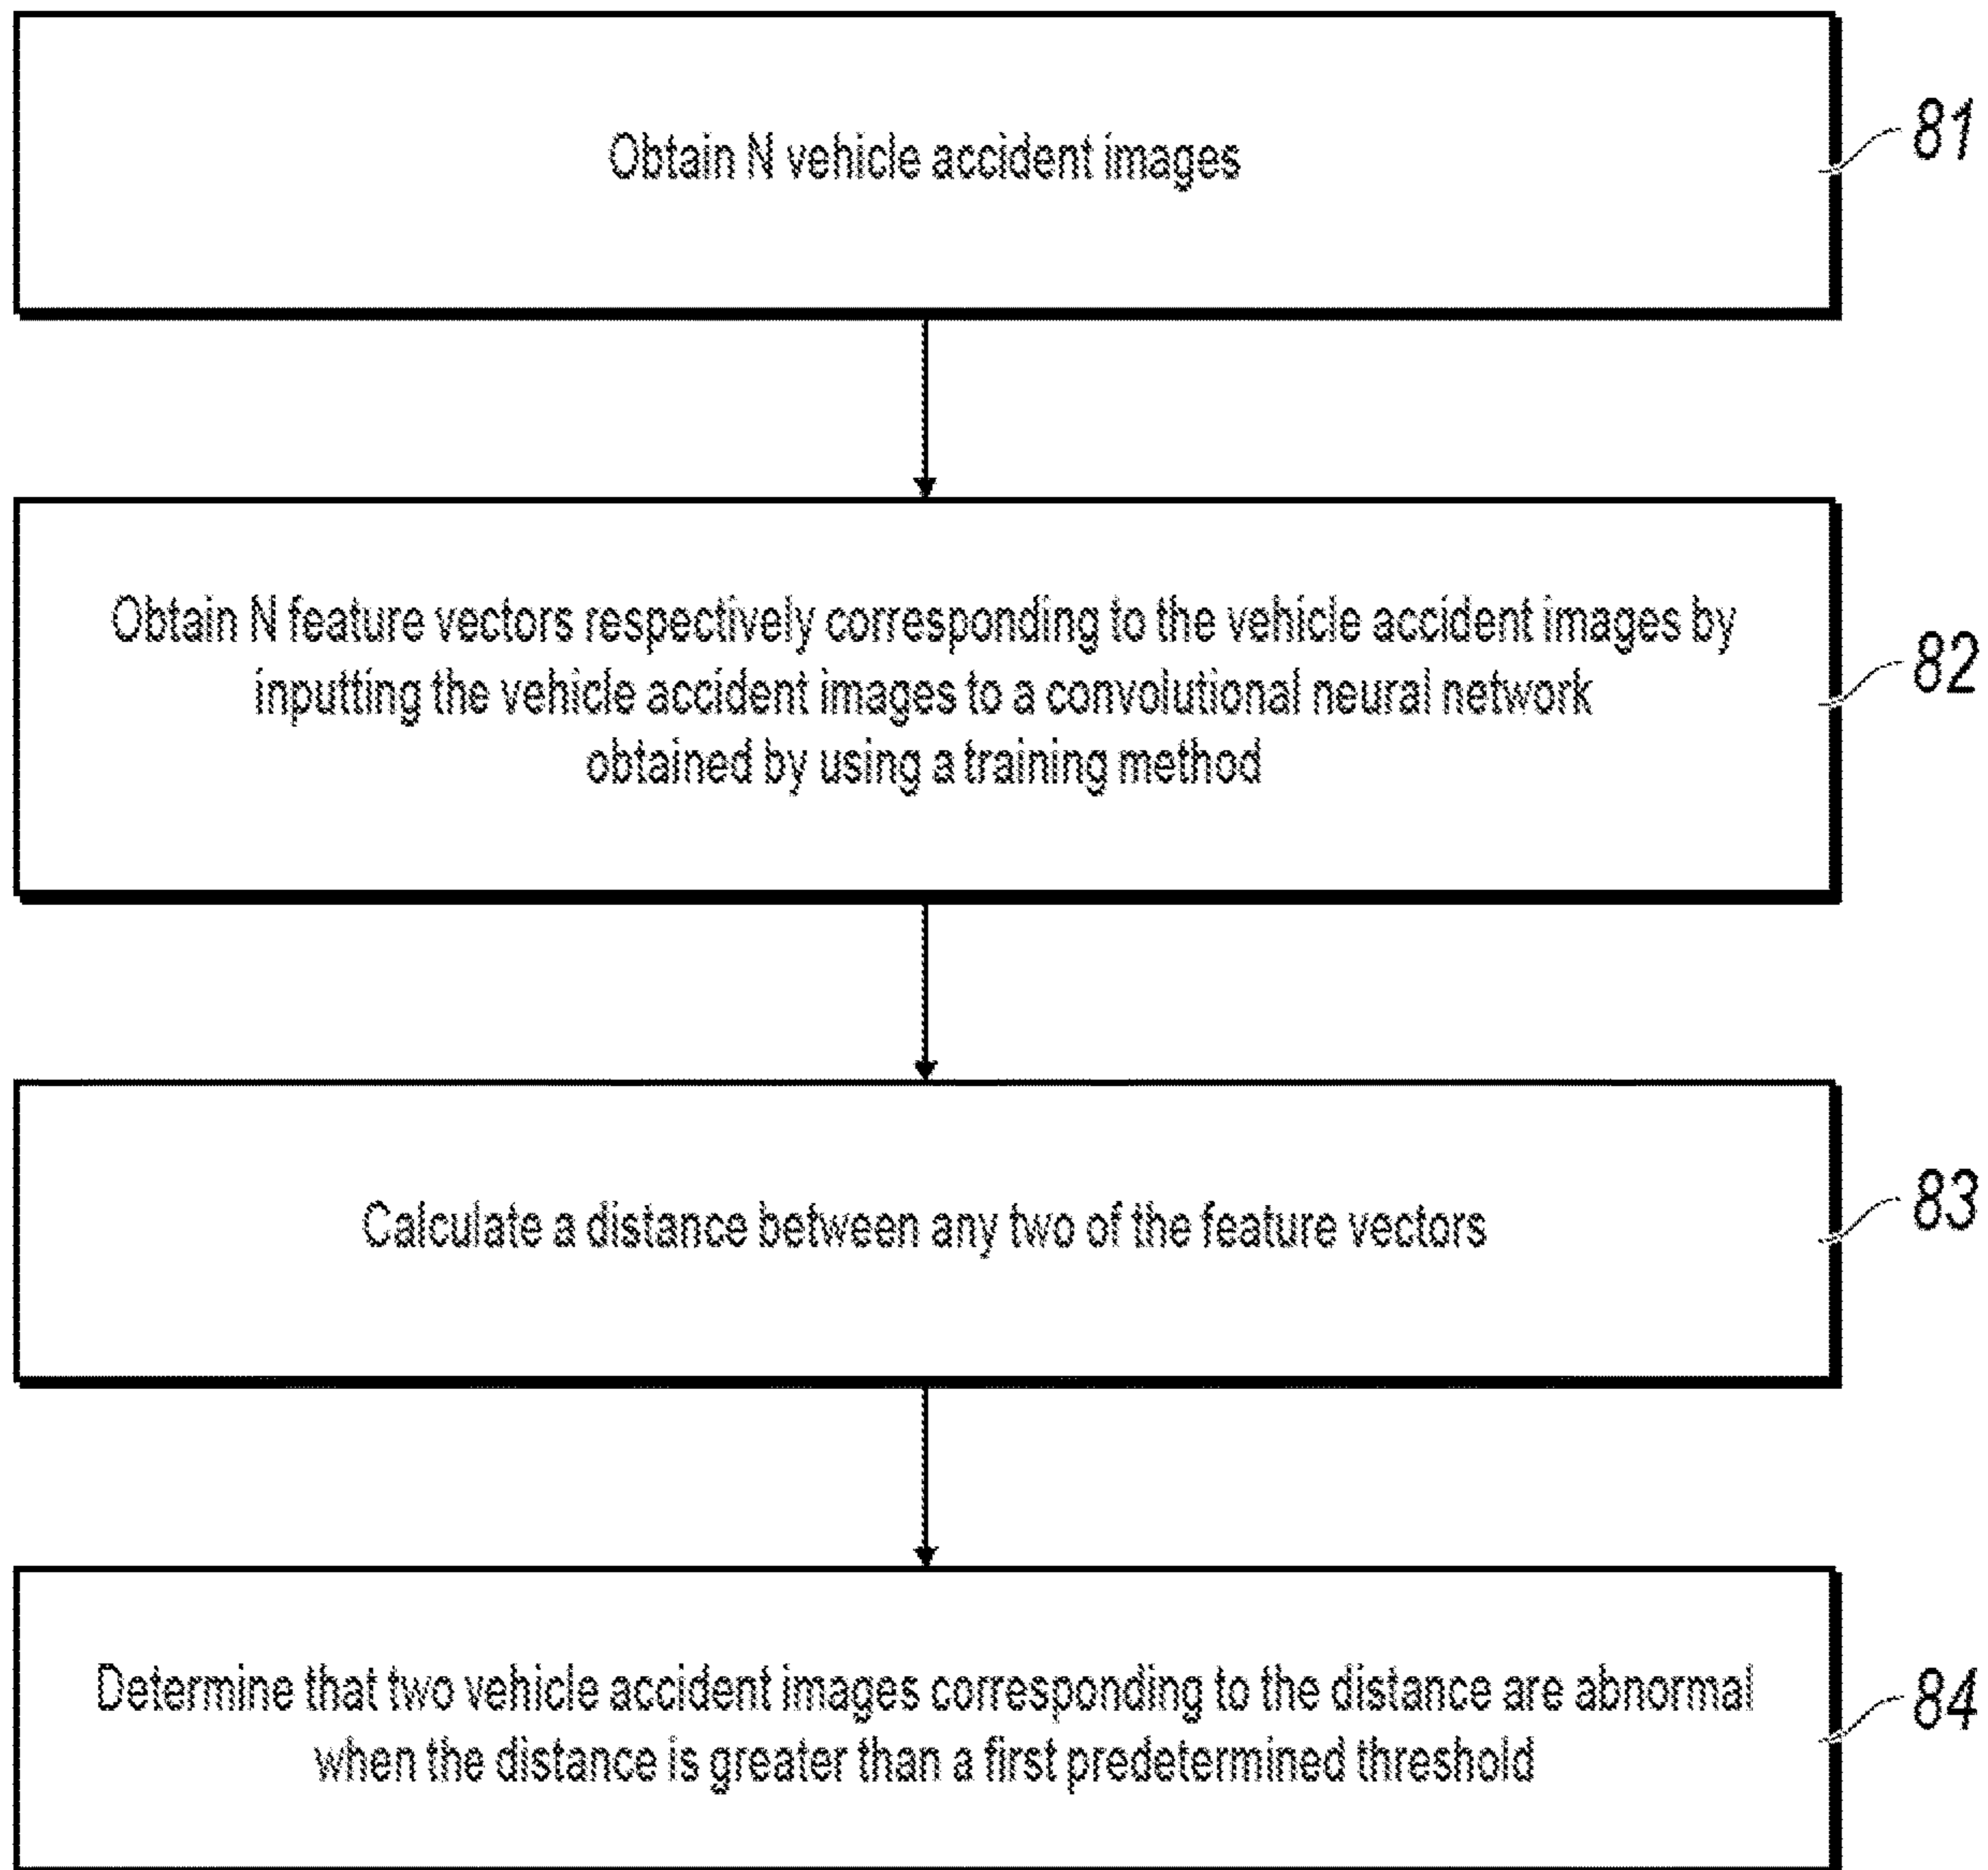 Obtain N vehicle accident images
81
Obtain N feature vectors respectively corresponding to the vehicle accident images by
inputting the vehicle accident images to a convolutional neural network
obtained by using a training method
82
Calculate a distance between any two of the feature vectors
83
Determine that two vehicle accident images corresponding to the distance are abnormal
when the distance is greater than a first predetermined threshold
84